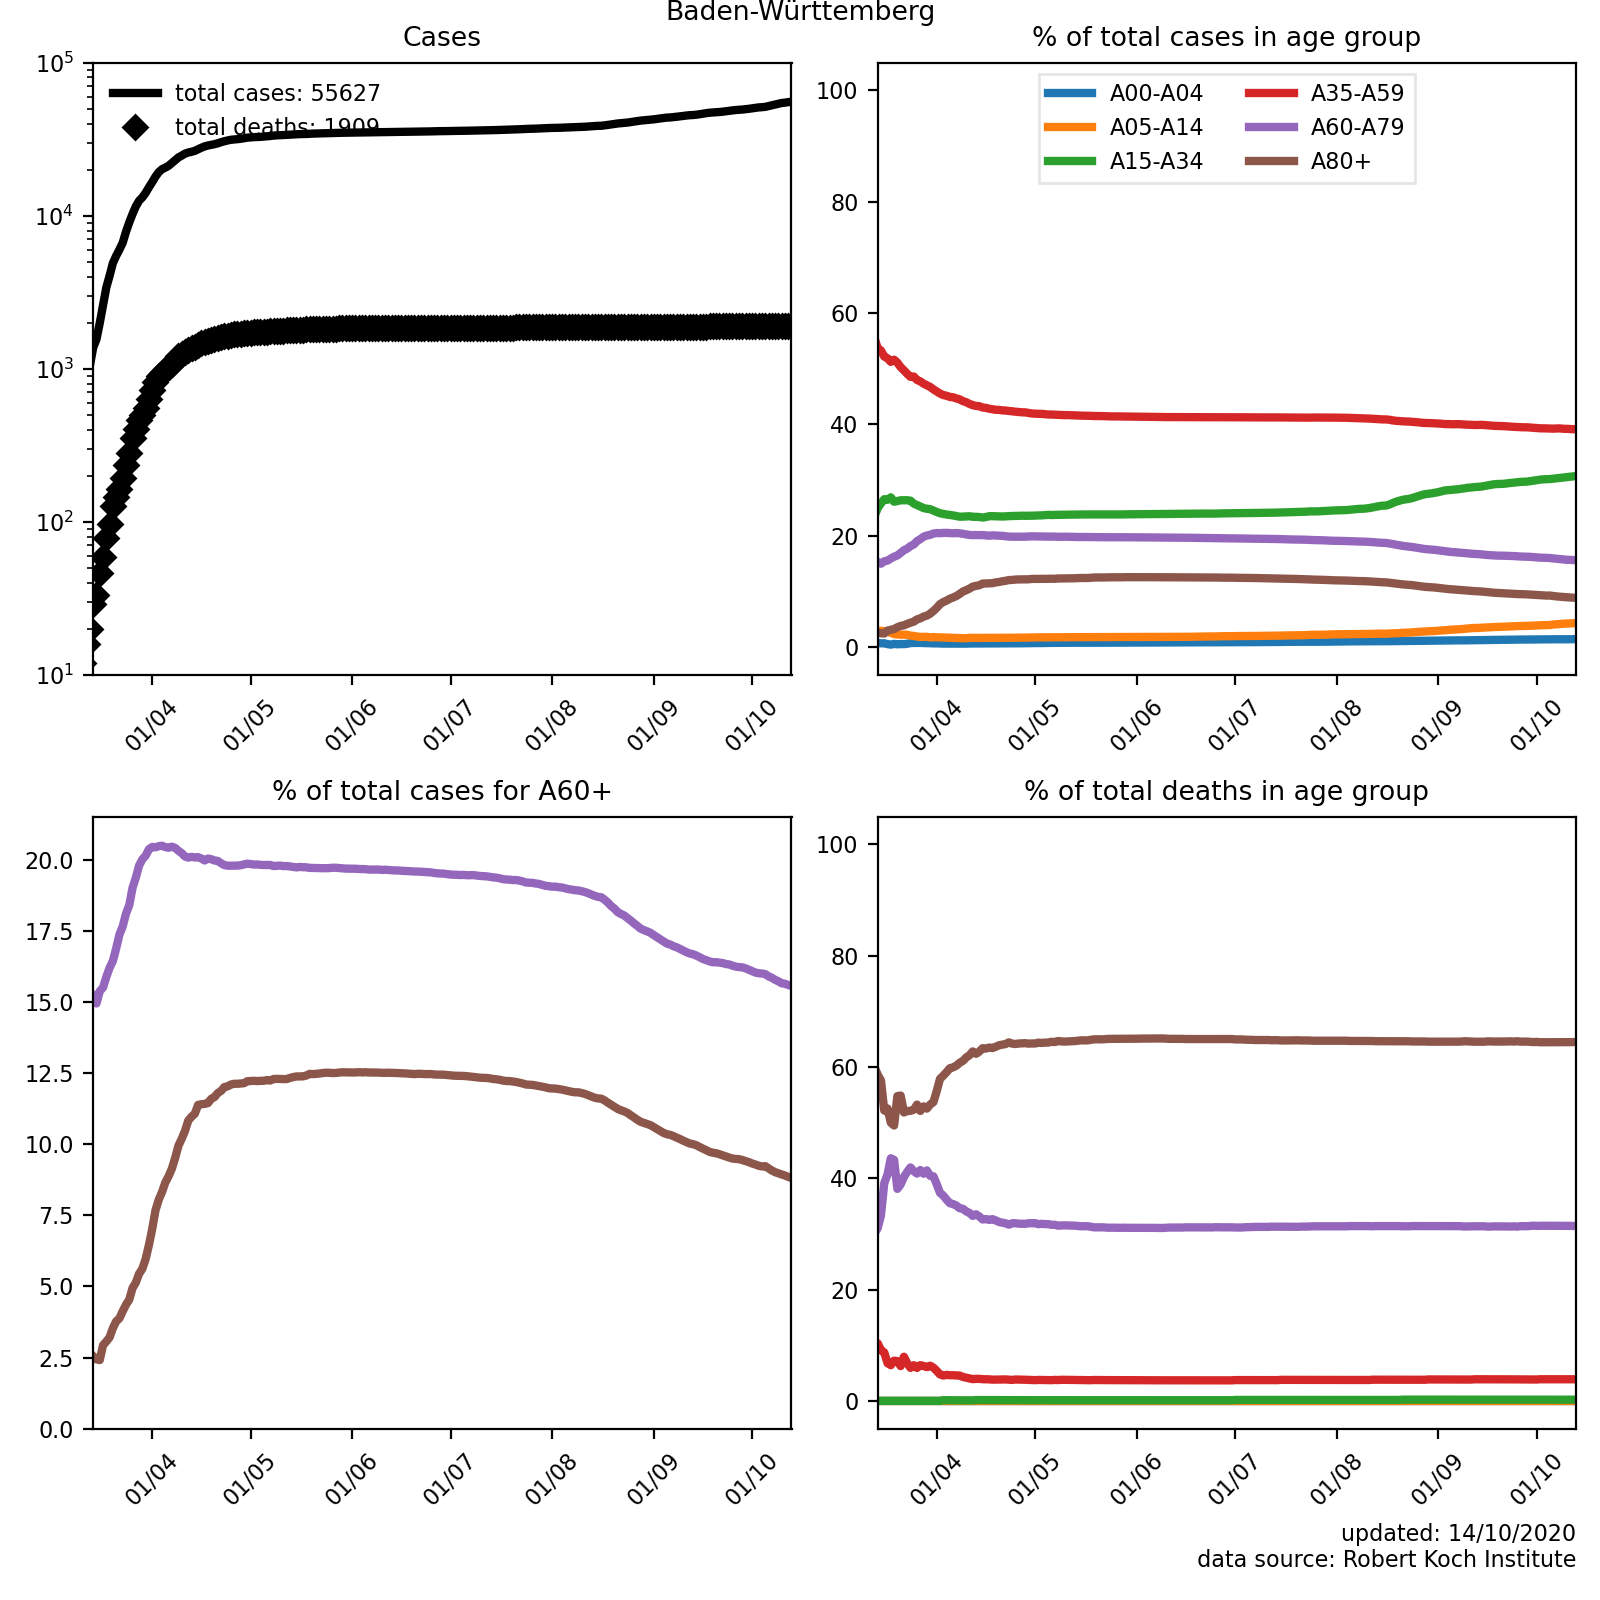 Baden-Württemberg
Cases
10^5
10^4
10^3
10^2
10^1
total cases: 55627
total deaths: 1909
01/04 01/05 01/06 01/07 01/08 01/09 01/10
% of total cases in age group
100
80
60
40
20
0
A00-A04 A35-A59
A05-A14 A60-A79
A15-A34 A80+
01/04 01/05 01/06 01/07 01/08 01/09 01/10
% of total cases for A60+
20.0
17.5
15.0
12.5
10.0
7.5
5.0
2.5
0.0
01/04 01/05 01/06 01/07 01/08 01/09 01/10
% of total deaths in age group
100
80
60
40
20
0
01/04 01/05 01/06 01/07 01/08 01/09 01/10
updated: 14/10/2020
data source: Robert Koch Institute